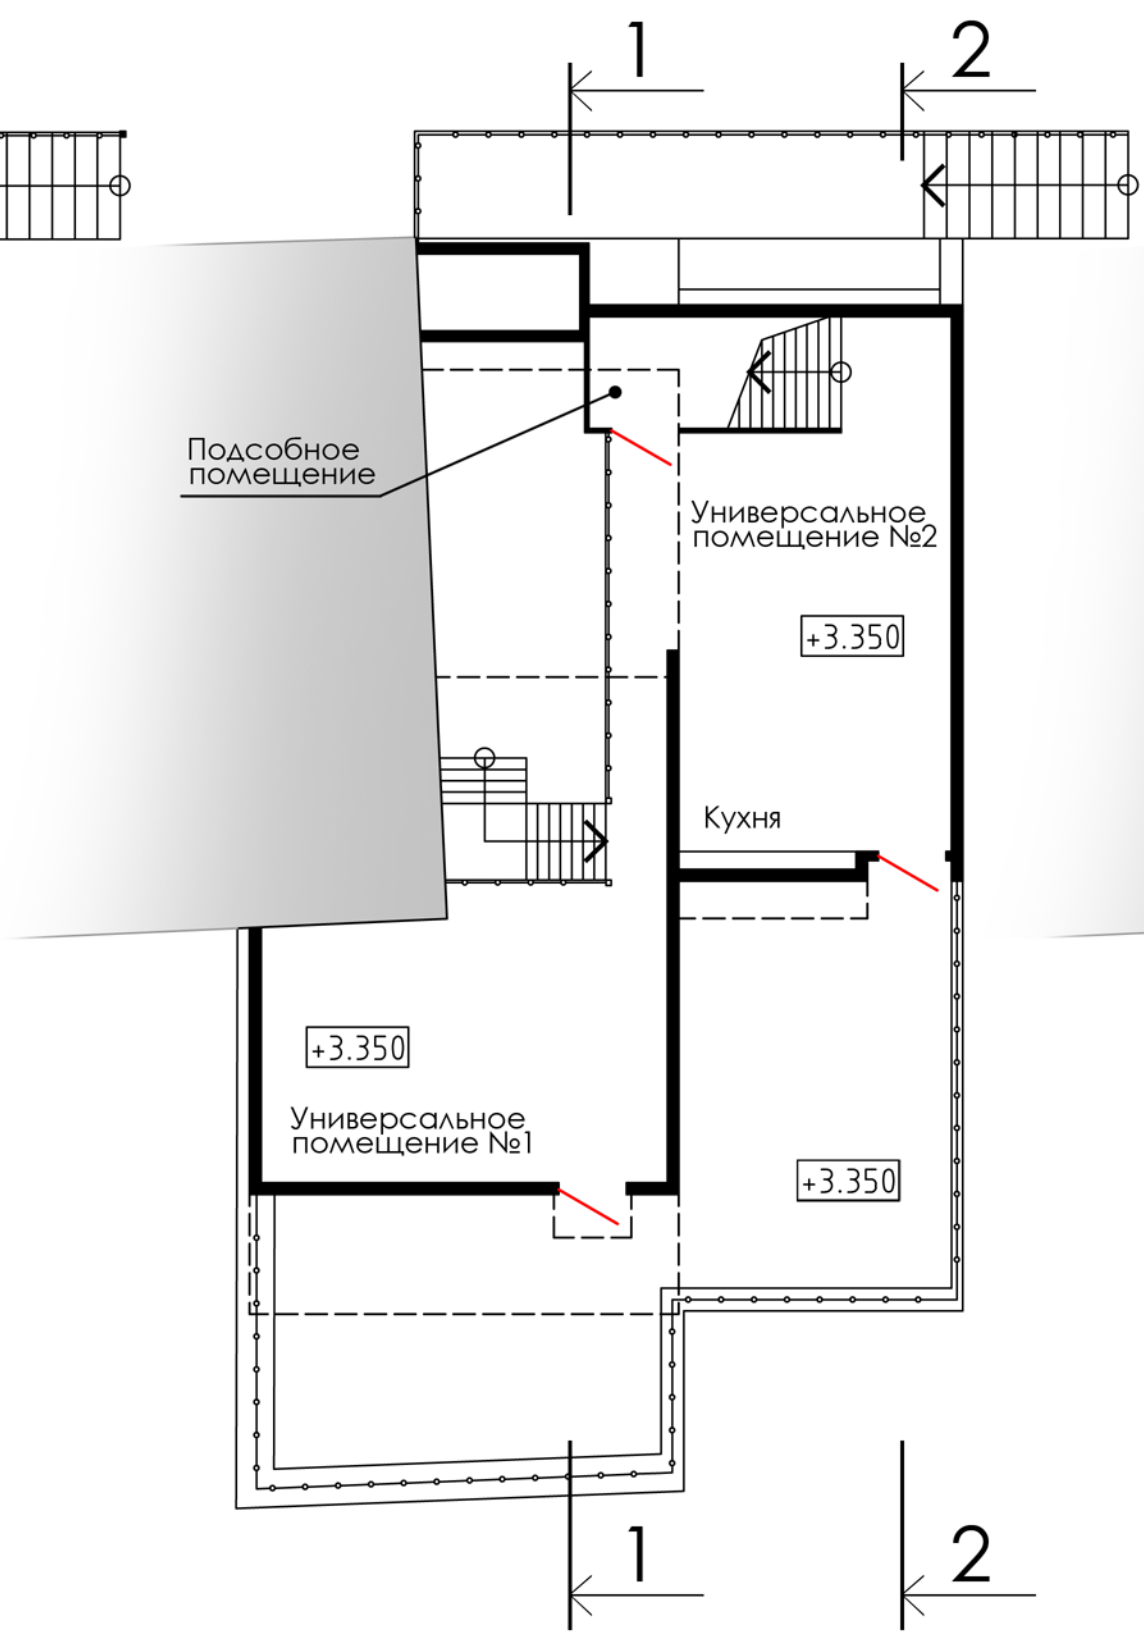 1
2
Подсобное
помещение
Универсальное
помещение №2
+3.350
Кухня
+3.350
Универсальное
помещение №1
+3.350
1
2